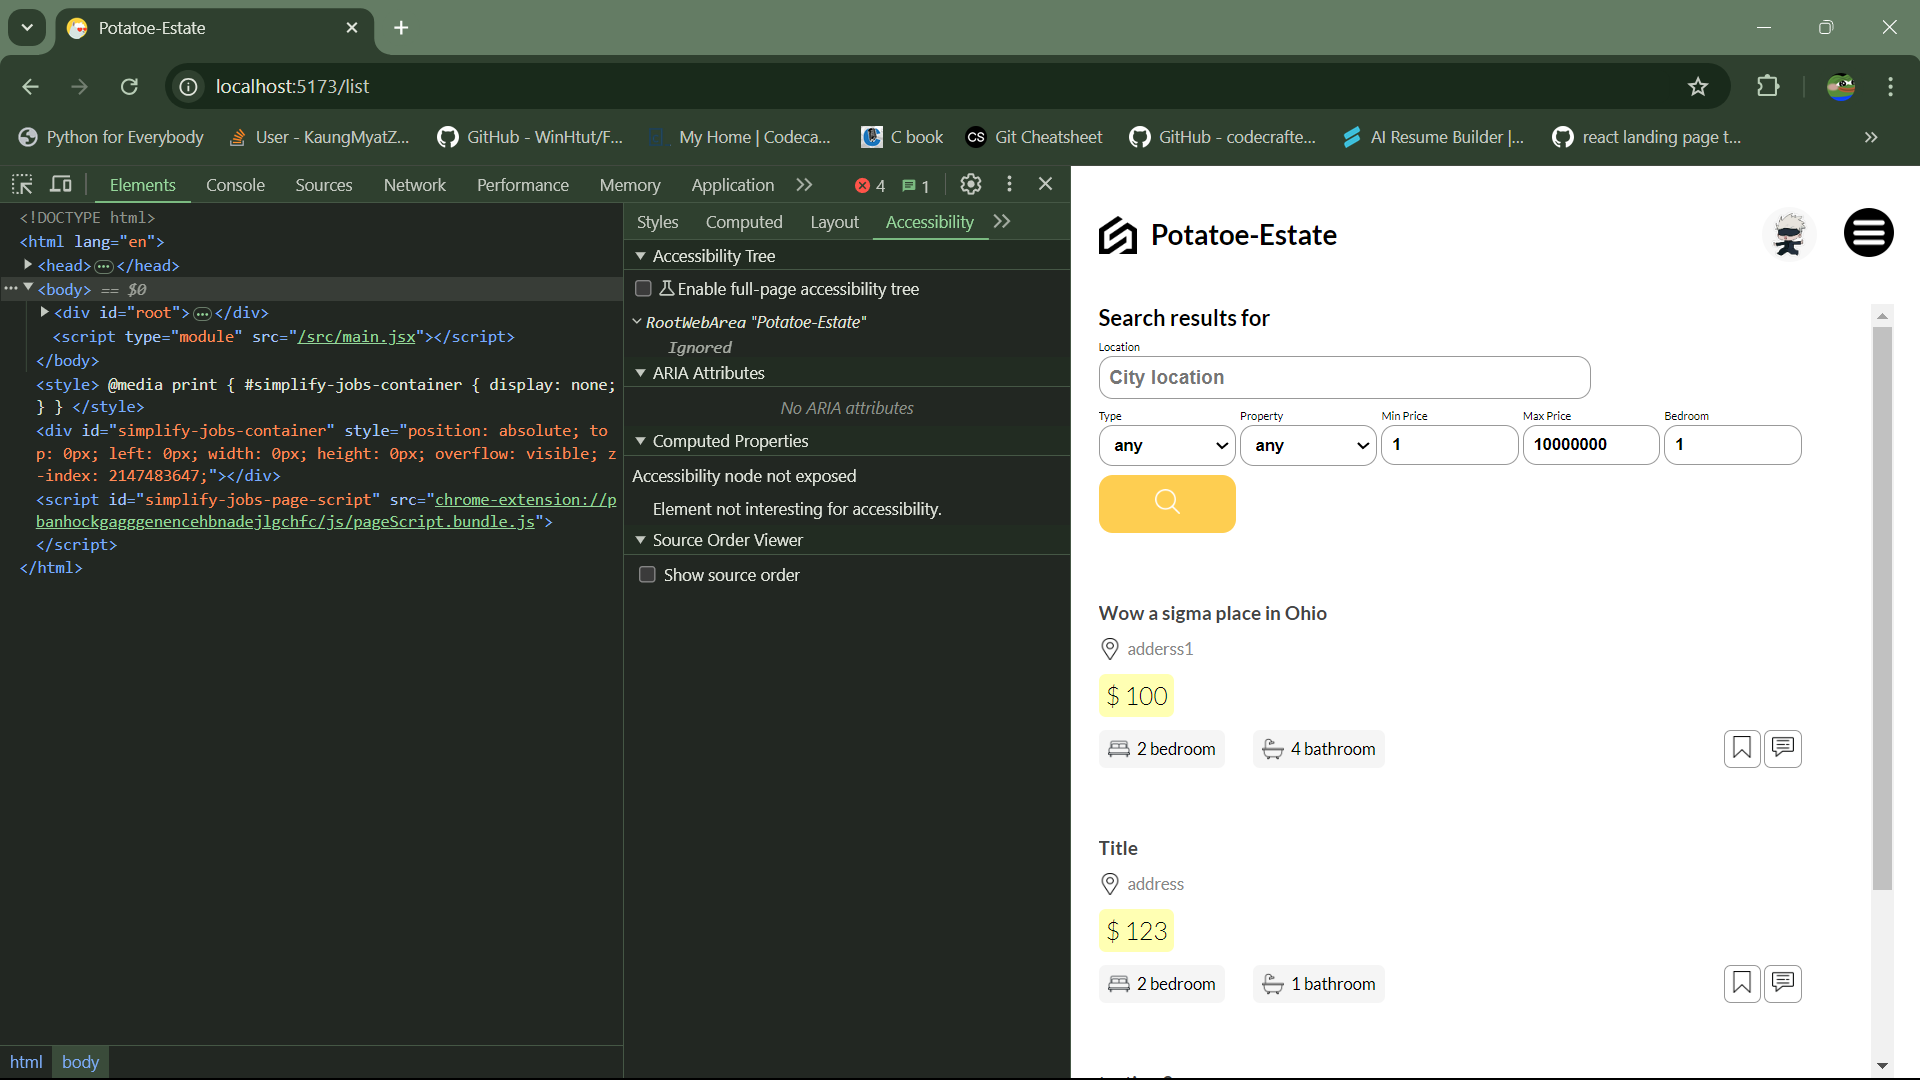 Potatoe-Estate
localhost:5173/list
Python for Everybody
User - KaungMyatZ...
GitHub - WinHtut/F...
My Home | Codeca...
C book
CS Git Cheatsheet
GitHub - codecrafte...
AI Resume Builder |...
react landing page t...
Elements Console Sources Network Performance Memory Application 4 1
<!DOCTYPE html>
<html lang="en">
<head>…</head>
<body> == $0
<div id="root">…</div>
<script type="module" src="/src/main.jsx"></script>
</body>
<style> @media print { #simplify-jobs-container { display: none;
} } </style>
<div id="simplify-jobs-container" style="position: absolute; to
p: 0px; left: 0px; width: 0px; height: 0px; overflow: visible; z
-index: 2147483647;"></div>
<script id="simplify-jobs-page-script" src="chrome-extension://p
banhockgagggenencehbnadejlgchfc/js/pageScript.bundle.js">
</script>
</html>
html body
Styles Computed Layout Accessibility
Accessibility Tree
Enable full-page accessibility tree
RootWebArea "Potatoe-Estate"
Ignored
ARIA Attributes
No ARIA attributes
Computed Properties
Accessibility node not exposed
Element not interesting for accessibility.
Source Order Viewer
Show source order
Potatoe-Estate
Search results for
Location
City location
Type Property Min Price Max Price Bedroom
any any 1 10000000 1
Wow a sigma place in Ohio
adderss1
$ 100
2 bedroom 4 bathroom
Title
address
$ 123
2 bedroom 1 bathroom